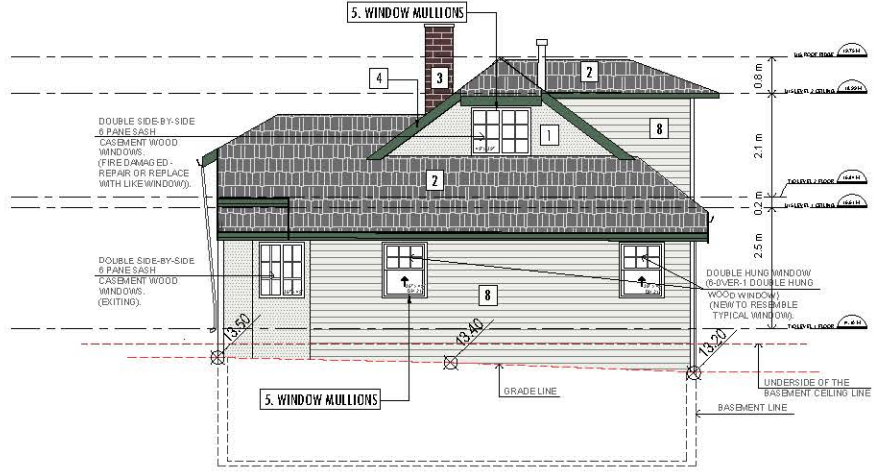 5. WINDOW MULLIONS
4
3
2
0.8 m
DOUBLE SIDE-BY-SIDE
6 PANE SASH
CASEMENT WOOD
WINDOWS.
(FIRE DAMAGED -
REPAIR OR REPLACE
WITH LIKE WINDOW)).
1
8
2.1 m
2
0.2 m
2.5 m
DOUBLE SIDE-BY-SIDE
6 PANE SASH
CASEMENT WOOD
WINDOWS.
(EXITING).
8
DOUBLE HUNG WINDOW
(6-OVER-1 DOUBLE HUNG
WOOD WINDOW)
(NEW TO RESEMBLE
TYPICAL WINDOW).
13.50
13.40
13.20
5. WINDOW MULLIONS
GRADE LINE
UNDERSIDE OF THE
BASEMENT CEILING LINE
BASEMENT LINE